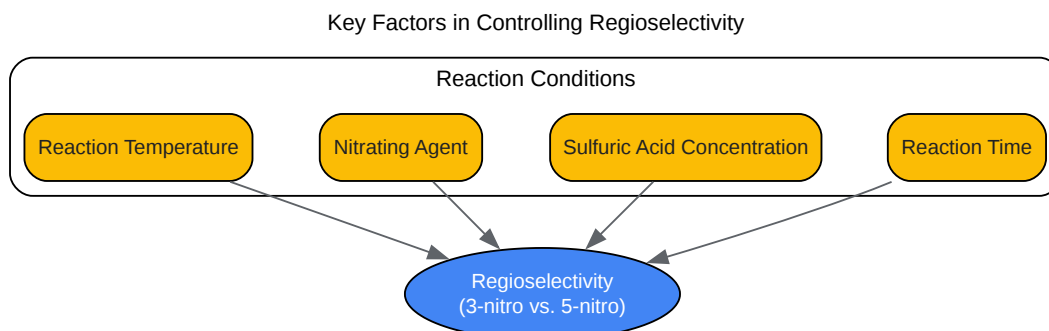 Key Factors in Controlling Regioselectivity
Reaction Conditions
Reaction Temperature
Nitrating Agent
Sulfuric Acid Concentration
Reaction Time
Regioselectivity
(3-nitro vs. 5-nitro)